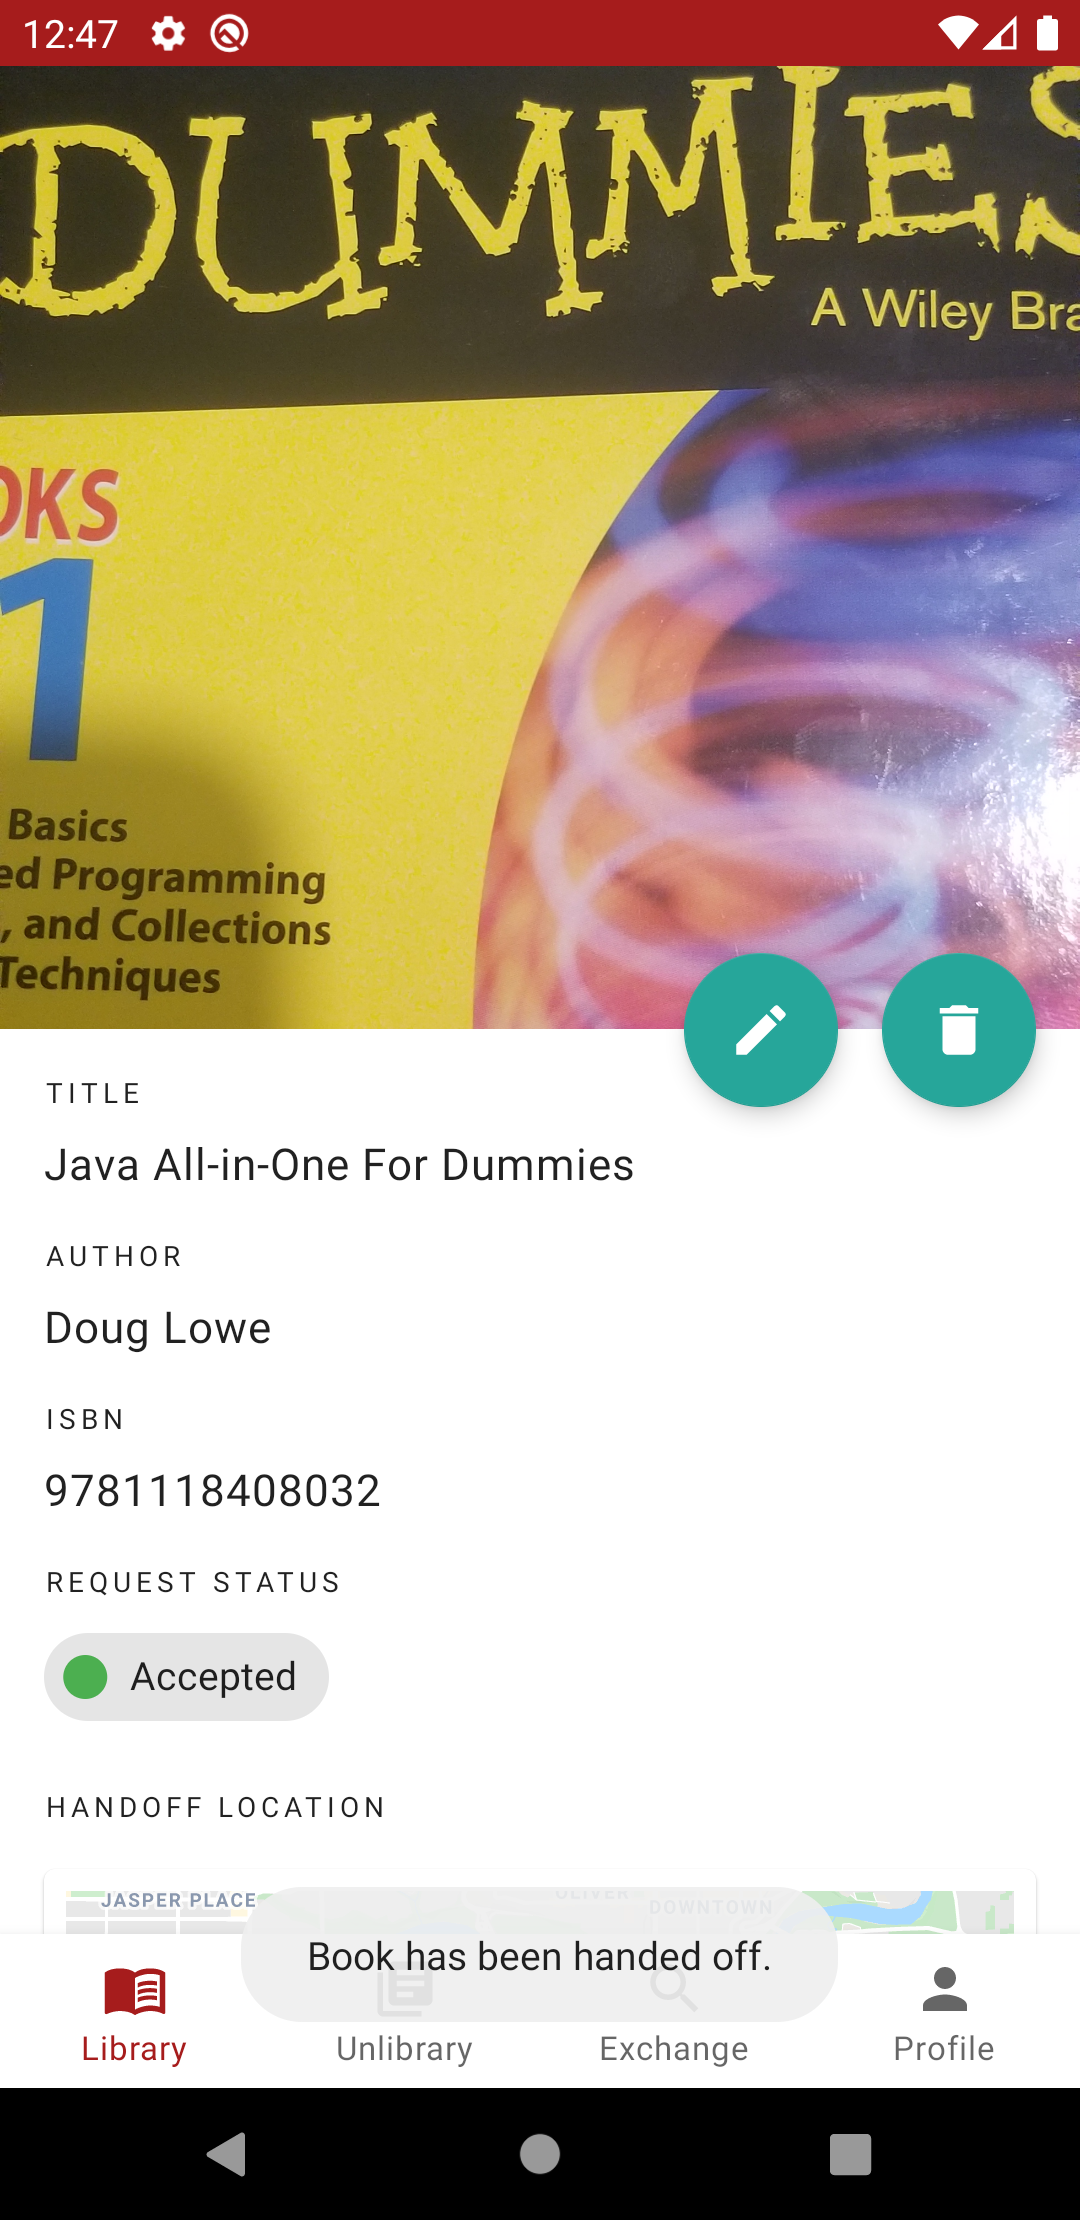 12:47
DUMMIES
A Wiley Bra
OKS
1
Basics
ed Programming
, and Collections
Techniques
TITLE
Java All-in-One For Dummies
AUTHOR
Doug Lowe
ISBN
9781118408032
REQUEST STATUS
Accepted
HANDOFF LOCATION
JASPER PLACE
OLIVER
DOWNTOWN
Book has been handed off.
Library
Unlibrary
Exchange
Profile